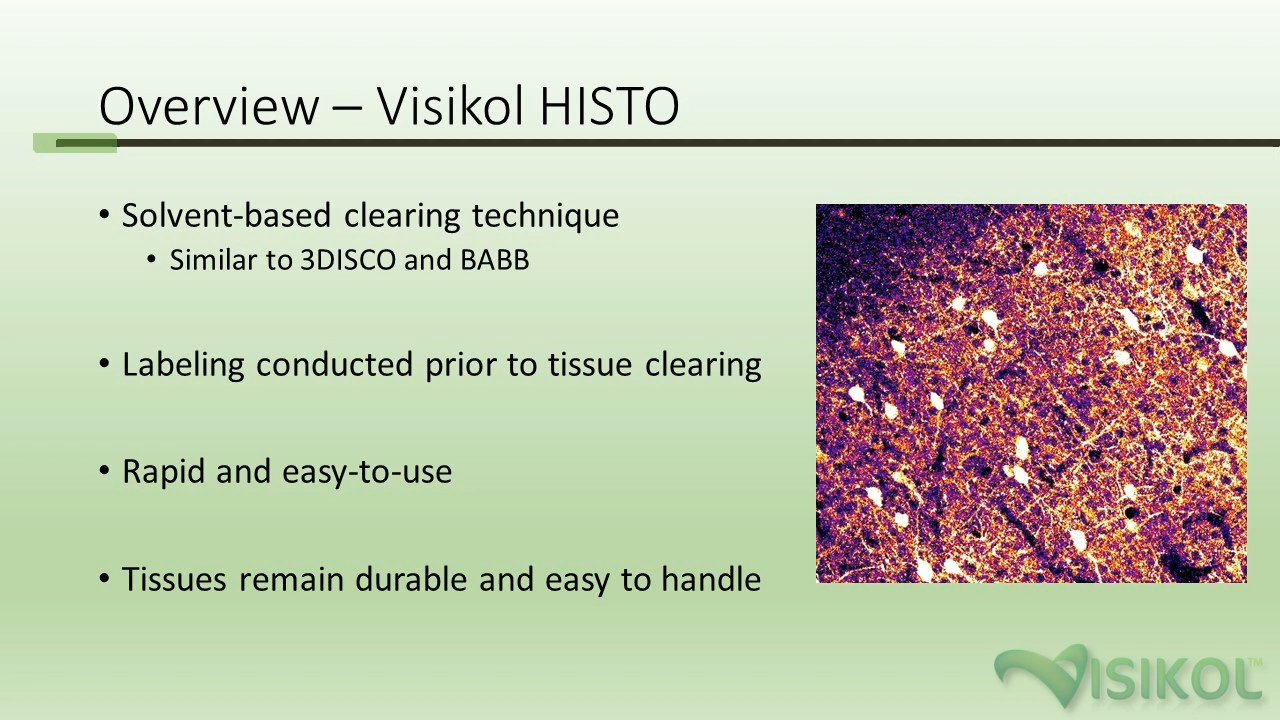 Overview – Visikol HISTO
• Solvent-based clearing technique
• Similar to 3DISCO and BABB
• Labeling conducted prior to tissue clearing
• Rapid and easy-to-use
• Tissues remain durable and easy to handle
VISIKOL™